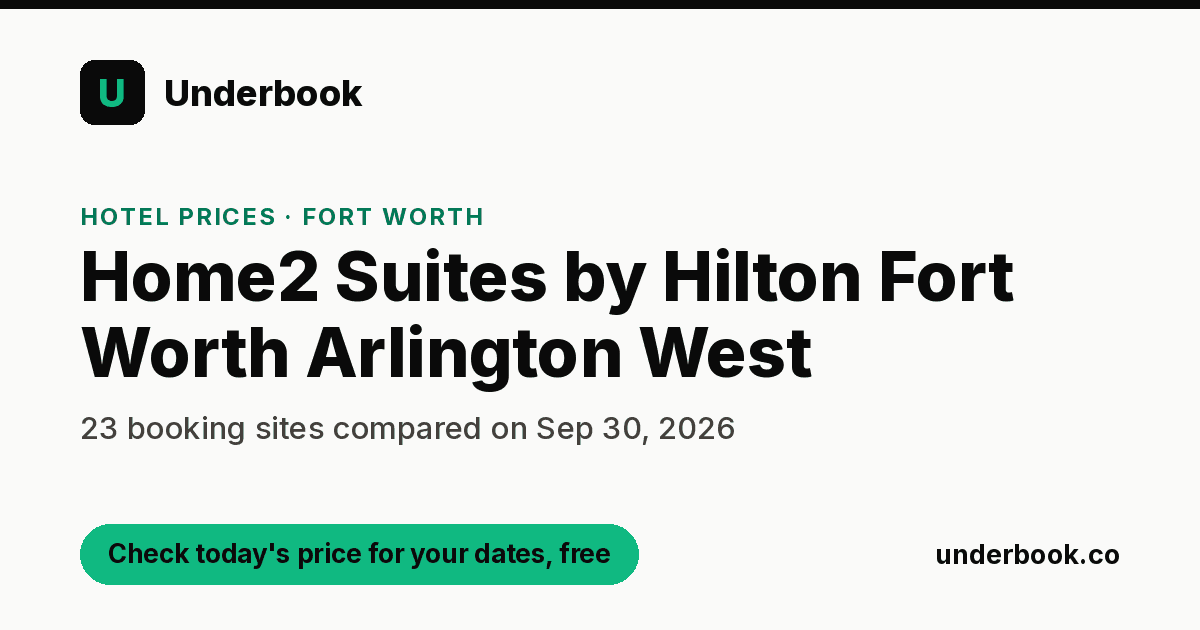 U Underbook
HOTEL PRICES · FORT WORTH
Home2 Suites by Hilton Fort
Worth Arlington West
23 booking sites compared on Sep 30, 2026
Check today's price for your dates, free
underbook.co